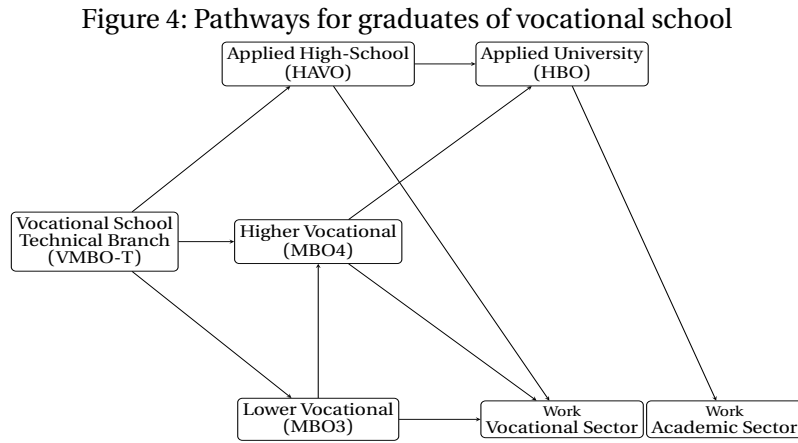 Figure 4: Pathways for graduates of vocational school
Applied High-School
(HAVO)
Applied University
(HBO)
Vocational School
Technical Branch
(VMBO-T)
Higher Vocational
(MBO4)
Lower Vocational
(MBO3)
Work
Vocational Sector
Work
Academic Sector